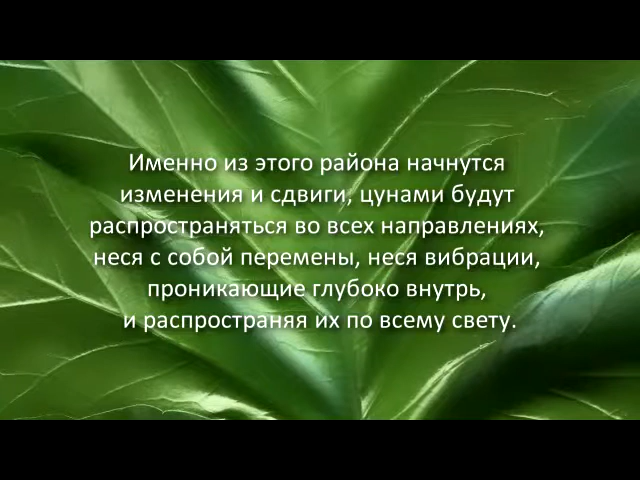 Именно из этого района начнутся
изменения и сдвиги, цунами будут
распространяться во всех направлениях,
неся с собой перемены, неся вибрации,
проникающие глубоко внутрь,
и распространяя их по всему свету.